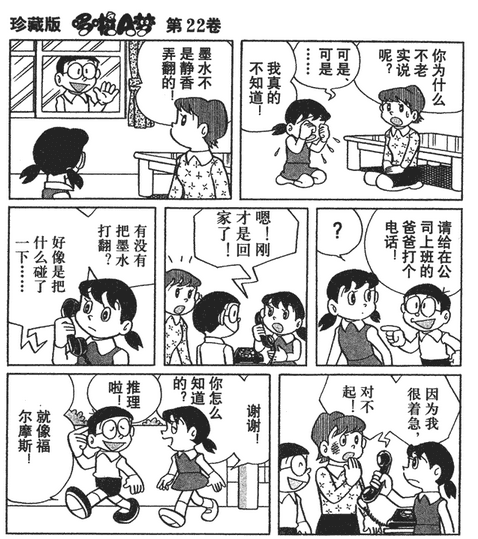 珍藏版 哆啦A梦 第22卷
你为什么
不老
实说
呢?
可是、
可是
……
我真的
不知道!
墨水不
是静香
弄翻的!
请给在公
司上班的
爸爸打个
电话!
?
嗯!刚
才是回
家了!
有没有
把墨水
打翻?
好像是把
什么碰了
一下……
因为我
很着急,
对不
起!
谢谢!
你怎么
知道
的?
推理
啦!
就像福
尔摩斯!